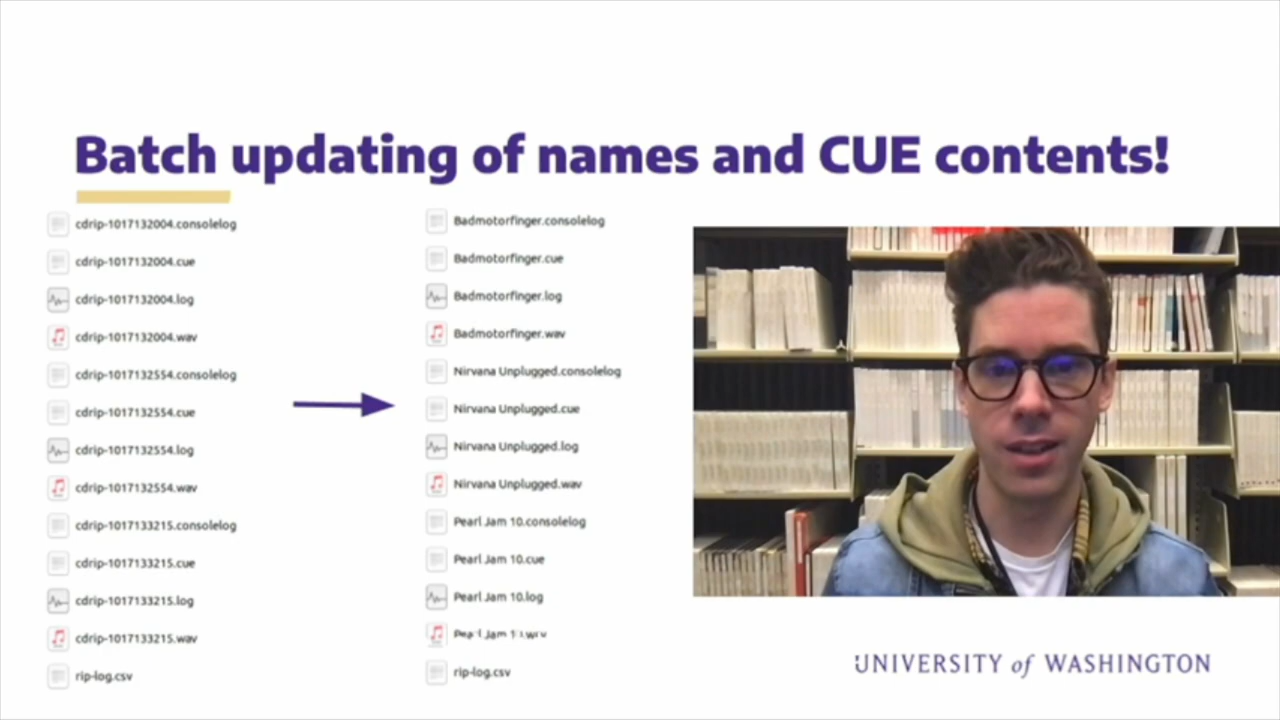 Batch updating of names and CUE contents!
cdrip-1017132004.consolelog
cdrip-1017132004.cue
cdrip-1017132004.log
cdrip-1017132004.wav
cdrip-1017132554.consolelog
cdrip-1017132554.cue
cdrip-1017132554.log
cdrip-1017132554.wav
cdrip-1017133215.consolelog
cdrip-1017133215.cue
cdrip-1017133215.log
cdrip-1017133215.wav
rip-log.csv
Badmotorfinger.consolelog
Badmotorfinger.cue
Badmotorfinger.log
Badmotorfinger.wav
Nirvana Unplugged.consolelog
Nirvana Unplugged.cue
Nirvana Unplugged.log
Nirvana Unplugged.wav
Pearl Jam 10.consolelog
Pearl Jam 10.cue
Pearl Jam 10.log
Pearl Jam 10.wav
rip-log.csv
UNIVERSITY of WASHINGTON